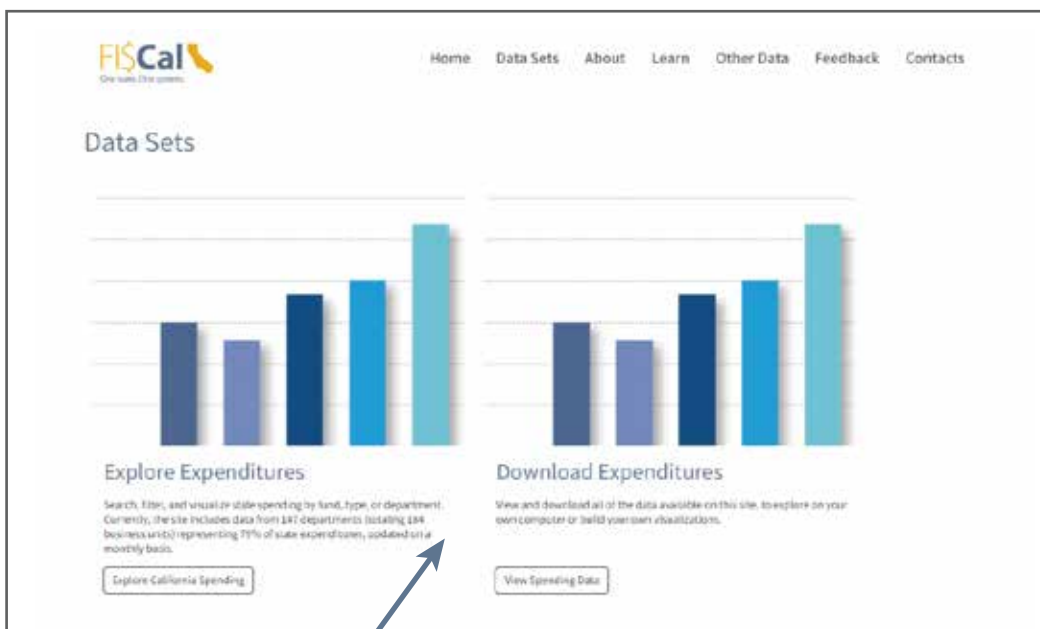 FI$Cal
One state. One system.
Home Data Sets About Learn Other Data Feedback Contacts
Data Sets
Explore Expenditures
Search, filter, and visualize state spending by fund, type, or department.
Currently, the site includes data from 147 departments (totaling 184
business units) representing 79% of state expenditures, updated on a
monthly basis.
Explore California Spending
Download Expenditures
View and download all of the data available on this site, to explore on your
own computer or build your own visualizations.
View Spending Data